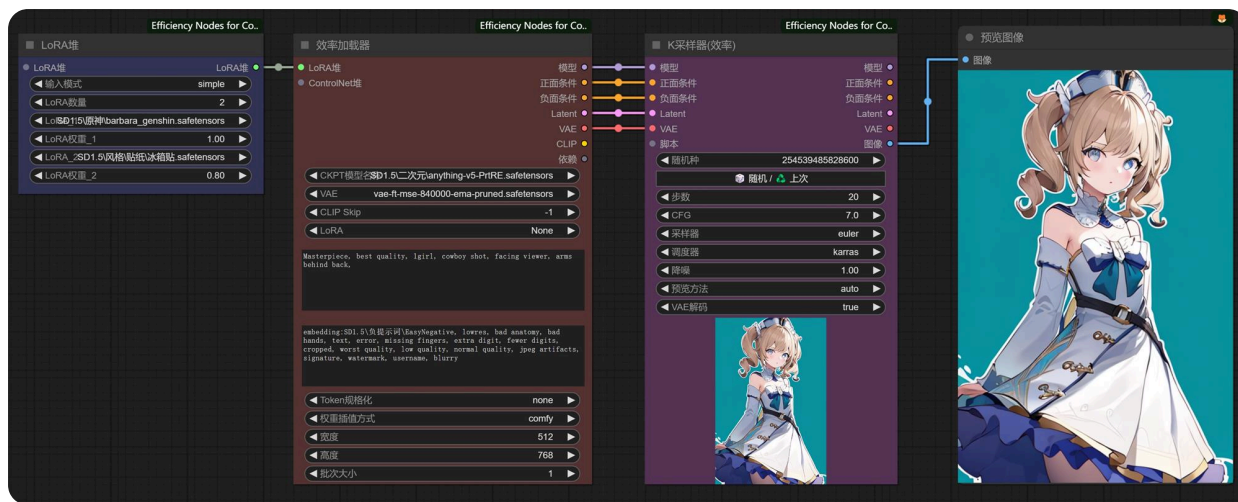 Efficiency Nodes for Co..
LoRA堆
LoRA堆 LoRA堆
输入模式 simple
LoRA数量 2
SD1.5\原神\barbara_genshin.safetensors
LoRA权重_1 1.00
LoRA_2 SD1.5\风格\贴纸\冰箱贴.safetensors
LoRA权重_2 0.80
Efficiency Nodes for Co..
效率加载器
LoRA堆 模型
ControlNet堆 正面条件
负面条件
Latent
VAE
CLIP
依赖
CKPT模型名 SD1.5\二次元\anything-v5-PrtRE.safetensors
VAE vae-ft-mse-840000-ema-pruned.safetensors
CLIP Skip -1
LoRA None
Masterpiece, best quality, 1girl, cowboy shot, facing viewer, arms
behind back,
embedding:SD1.5\负提示词\EasyNegative, lowres, bad anatomy, bad
hands, text, error, missing fingers, extra digit, fewer digits,
cropped, worst quality, low quality, normal quality, jpeg artifacts,
signature, watermark, username, blurry
Token规格化 none
权重插值方式 comfy
宽度 512
高度 768
批次大小 1
Efficiency Nodes for Co..
K采样器(效率)
模型 模型
正面条件 正面条件
负面条件 负面条件
Latent Latent
VAE VAE
脚本 图像
随机种 254539485828600
随机 / 上次
步数 20
CFG 7.0
采样器 euler
调度器 karras
降噪 1.00
预览方法 auto
VAE解码 true
预览图像
图像